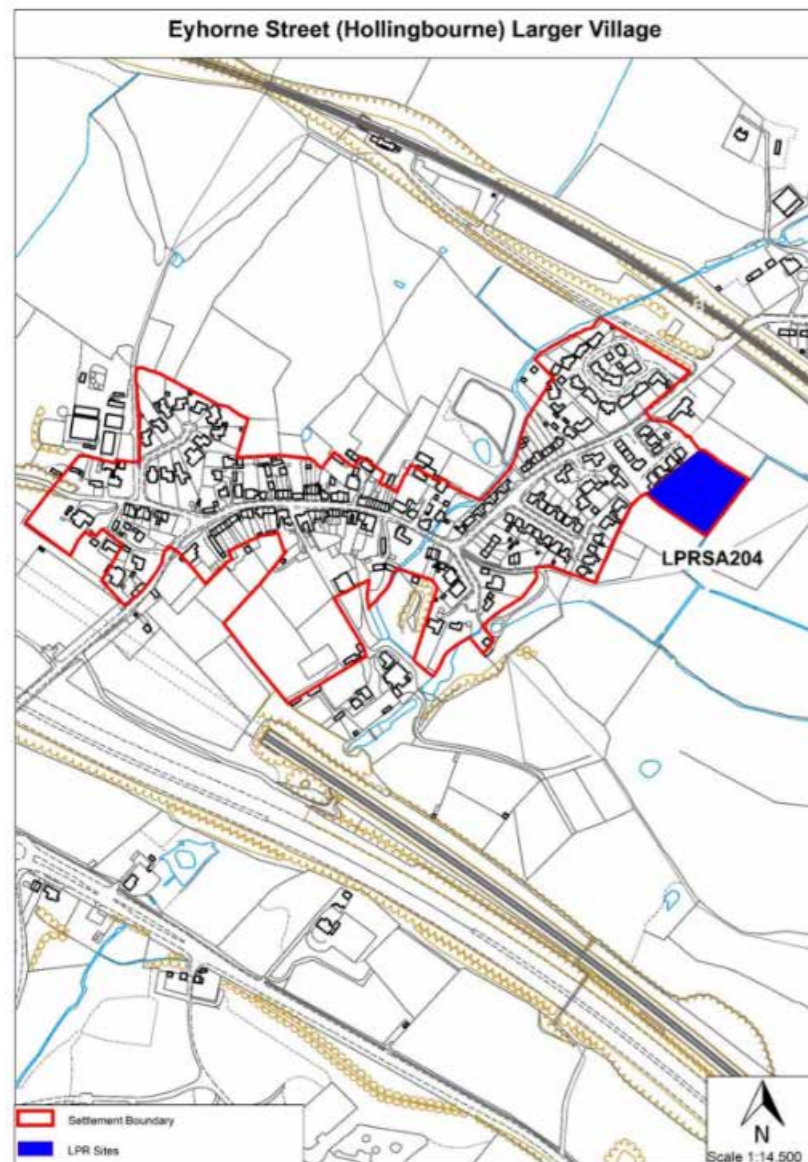 Eyhorne Street (Hollingbourne) Larger Village
LPRSA204
Settlement Boundary
LPR Sites
N
Scale 1:14,500